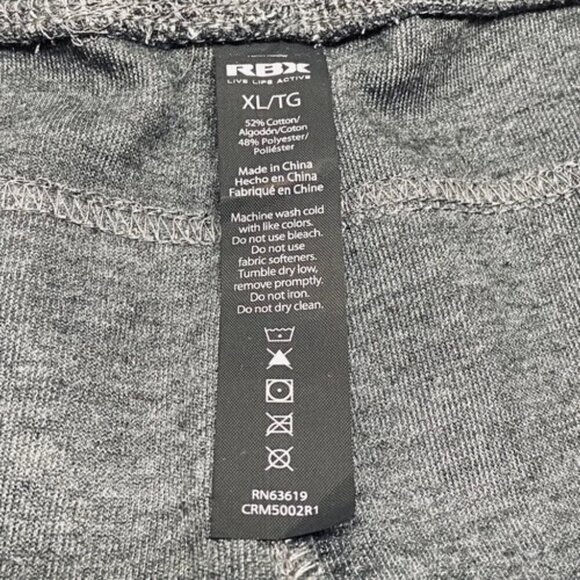 RBX
LIVE LIFE ACTIVE
XL/TG
52% Cotton/
Algodón/Coton
48% Polyester/
Poliéster
Made in China
Hecho en China
Fabriqué en Chine
Machine wash cold
with like colors.
Do not use bleach.
Do not use
fabric softeners.
Tumble dry low,
remove promptly.
Do not iron.
Do not dry clean.
RN63619
CRM5002R1